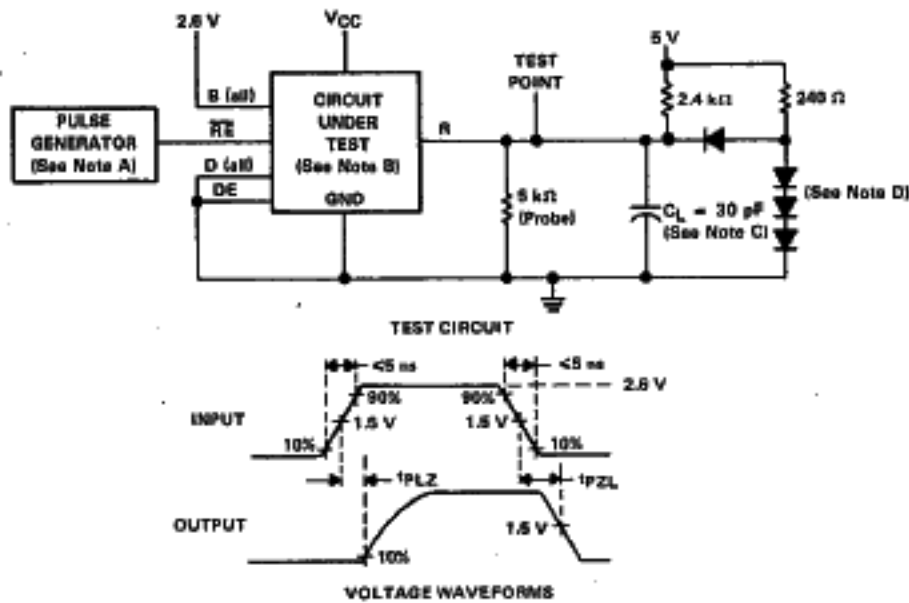 2.6 V
VCC
5 V
TEST
POINT
2.4 kΩ
240 Ω
B (all)
RE
D (all)
DE
PULSE
GENERATOR
(See Note A)
CIRCUIT
UNDER
TEST
(See Note B)
GND
R
5 kΩ
(Probe)
CL = 30 pF
(See Note C)
(See Note D)
TEST CIRCUIT
<5 ns
<5 ns
2.6 V
90%
90%
INPUT
1.5 V
1.5 V
10%
10%
tPLZ
tPZL
OUTPUT
1.5 V
10%
VOLTAGE WAVEFORMS